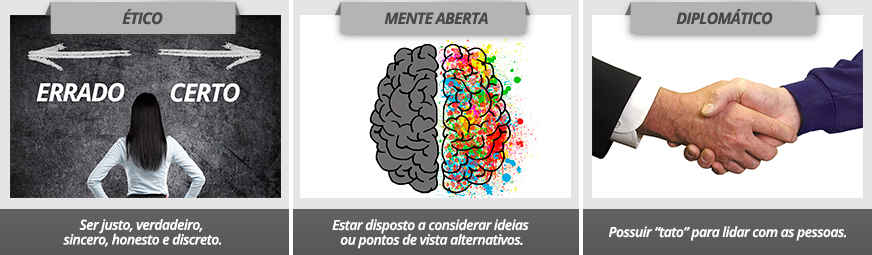 ÉTICO
ERRADO CERTO
Ser justo, verdadeiro,
sincero, honesto e discreto.
MENTE ABERTA
Estar disposto a considerar ideias
ou pontos de vista alternativos.
DIPLOMÁTICO
Possuir “tato” para lidar com as pessoas.